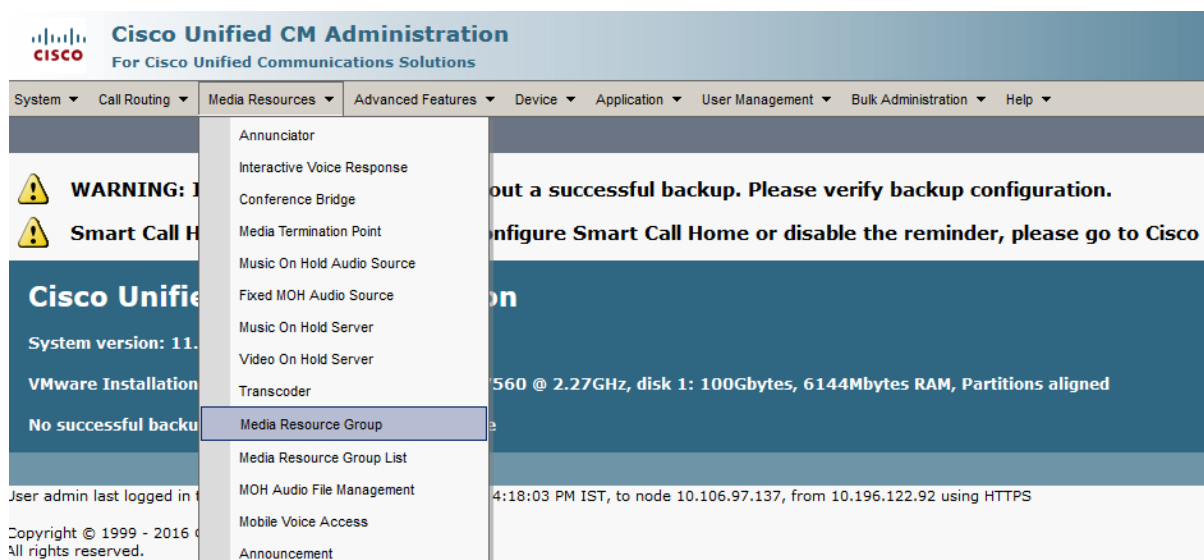 CISCO
Cisco Unified CM Administration
For Cisco Unified Communications Solutions
System Call Routing Media Resources Advanced Features Device Application User Management Bulk Administration Help
Annunciator
Interactive Voice Response
Conference Bridge
Media Termination Point
Music On Hold Audio Source
Fixed MOH Audio Source
Music On Hold Server
Video On Hold Server
Transcoder
Media Resource Group
Media Resource Group List
MOH Audio File Management
Mobile Voice Access
Announcement
WARNING: out a successful backup. Please verify backup configuration.
Smart Call H nfigure Smart Call Home or disable the reminder, please go to Cisco
Cisco Unifie on
System version: 11.
VMware Installation 560 @ 2.27GHz, disk 1: 100Gbytes, 6144Mbytes RAM, Partitions aligned
No successful backu
User admin last logged in t 4:18:03 PM IST, to node 10.106.97.137, from 10.196.122.92 using HTTPS
Copyright © 1999 - 2016
All rights reserved.